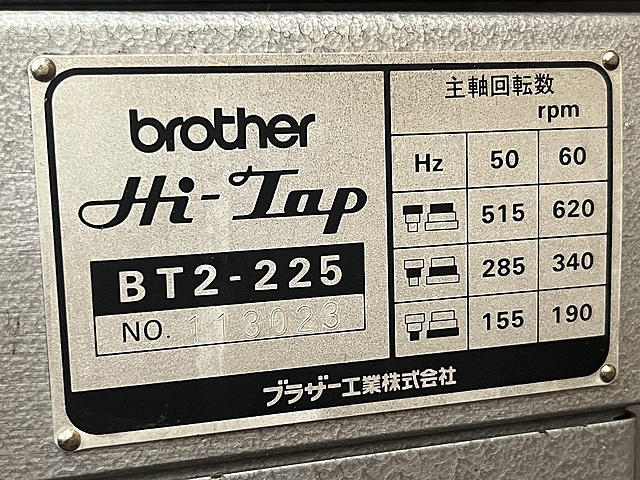 brother
Hi-Tap
BT2-225
NO. 113023
主軸回転数
rpm
Hz 50 60
515 620
285 340
155 190
ブラザー工業株式会社